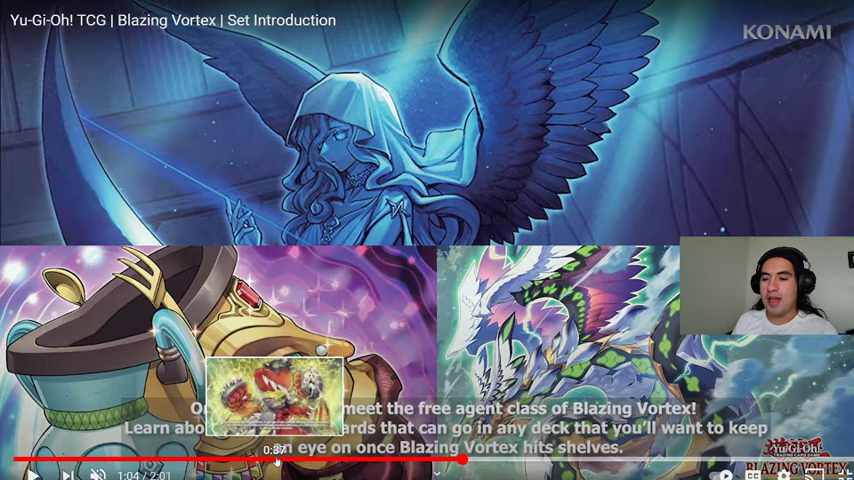 Yu-Gi-Oh! TCG | Blazing Vortex | Set Introduction
KONAMI
meet the free agent class of Blazing Vortex!
Learn abo ards that can go in any deck that you'll want to keep
n eye on once Blazing Vortex hits shelves.
0:37
1:04 / 2:01
Yu-Gi-Oh!
BLAZING VORTEX